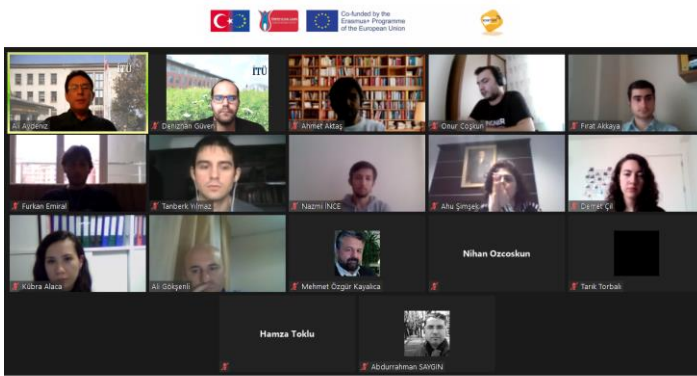 Co-funded by the
Erasmus+ Programme
of the European Union
İTÜ
İTÜ
Ali Aydeniz
Denizhan Güven
Ahmet Aktaş
Onur Coşkun
Fırat Akkaya
Furkan Emiral
Tanberk Yılmaz
Nazmi İNCE
Ahu Şimşek
Demet Çil
Kübra Alaca
Ali Gökşenli
Mehmet Özgür Kayalıca
Nihan Ozcoskun
Tarık Torbalı
Hamza Toklu
Abdurrahman SAYGIN